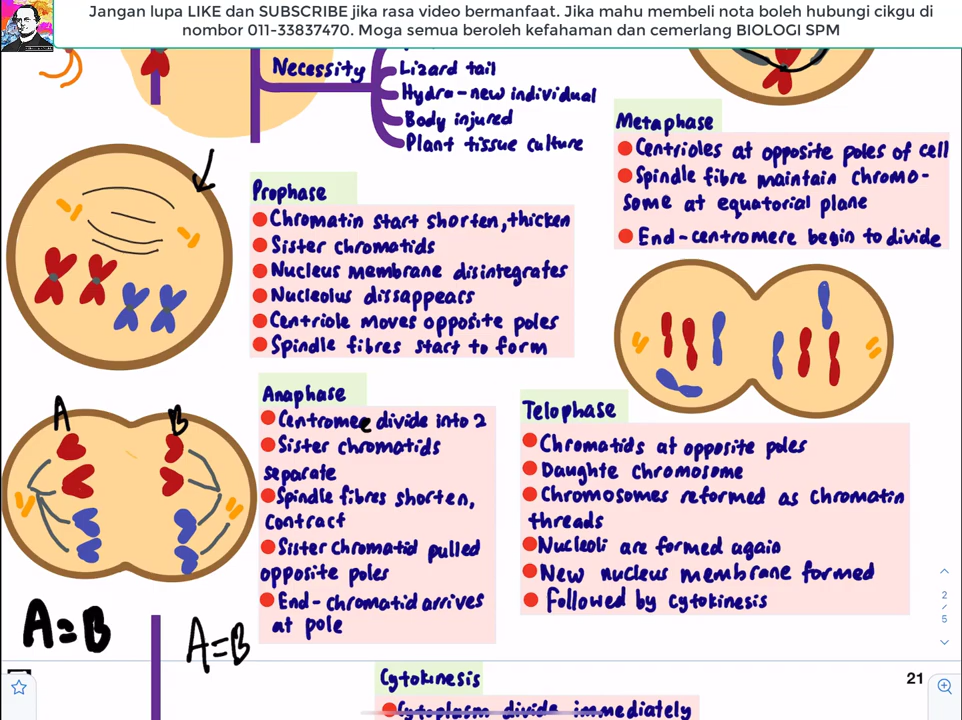 Jangan lupa LIKE dan SUBSCRIBE jika rasa video bermanfaat. Jika mahu membeli nota boleh hubungi cikgu di
nombor 011-33837470. Moga semua beroleh kefahaman dan cemerlang BIOLOGI SPM
Necessity
Lizard tail
Hydra-new individual
Body injured
Plant tissue culture
Metaphase
Centrioles at opposite poles of cell
Spindle fibre maintain chromo-
some at equatorial plane
End-centromere begin to divide
Prophase
Chromatin start shorten, thicken
Sister chromatids
Nucleus membrane disintegrates
Nucleolus dissappears
Centriole moves opposite poles
Spindle fibres start to form
A
B
A=B
A=B
Anaphase
Centromee divide into 2
Sister chromatids
separate
Spindle fibres shorten,
contract
Sister chromatid pulled
opposite poles
End-chromatid arrives
at pole
Telophase
Chromatids at opposite poles
Daughte chromosome
Chromosomes reformed as chromatin
threads
Nucleoli are formed again
New nucleus membrane formed
Followed by cytokinesis
2
/
5
21
Cytokinesis
Cytoplasm divide immediately